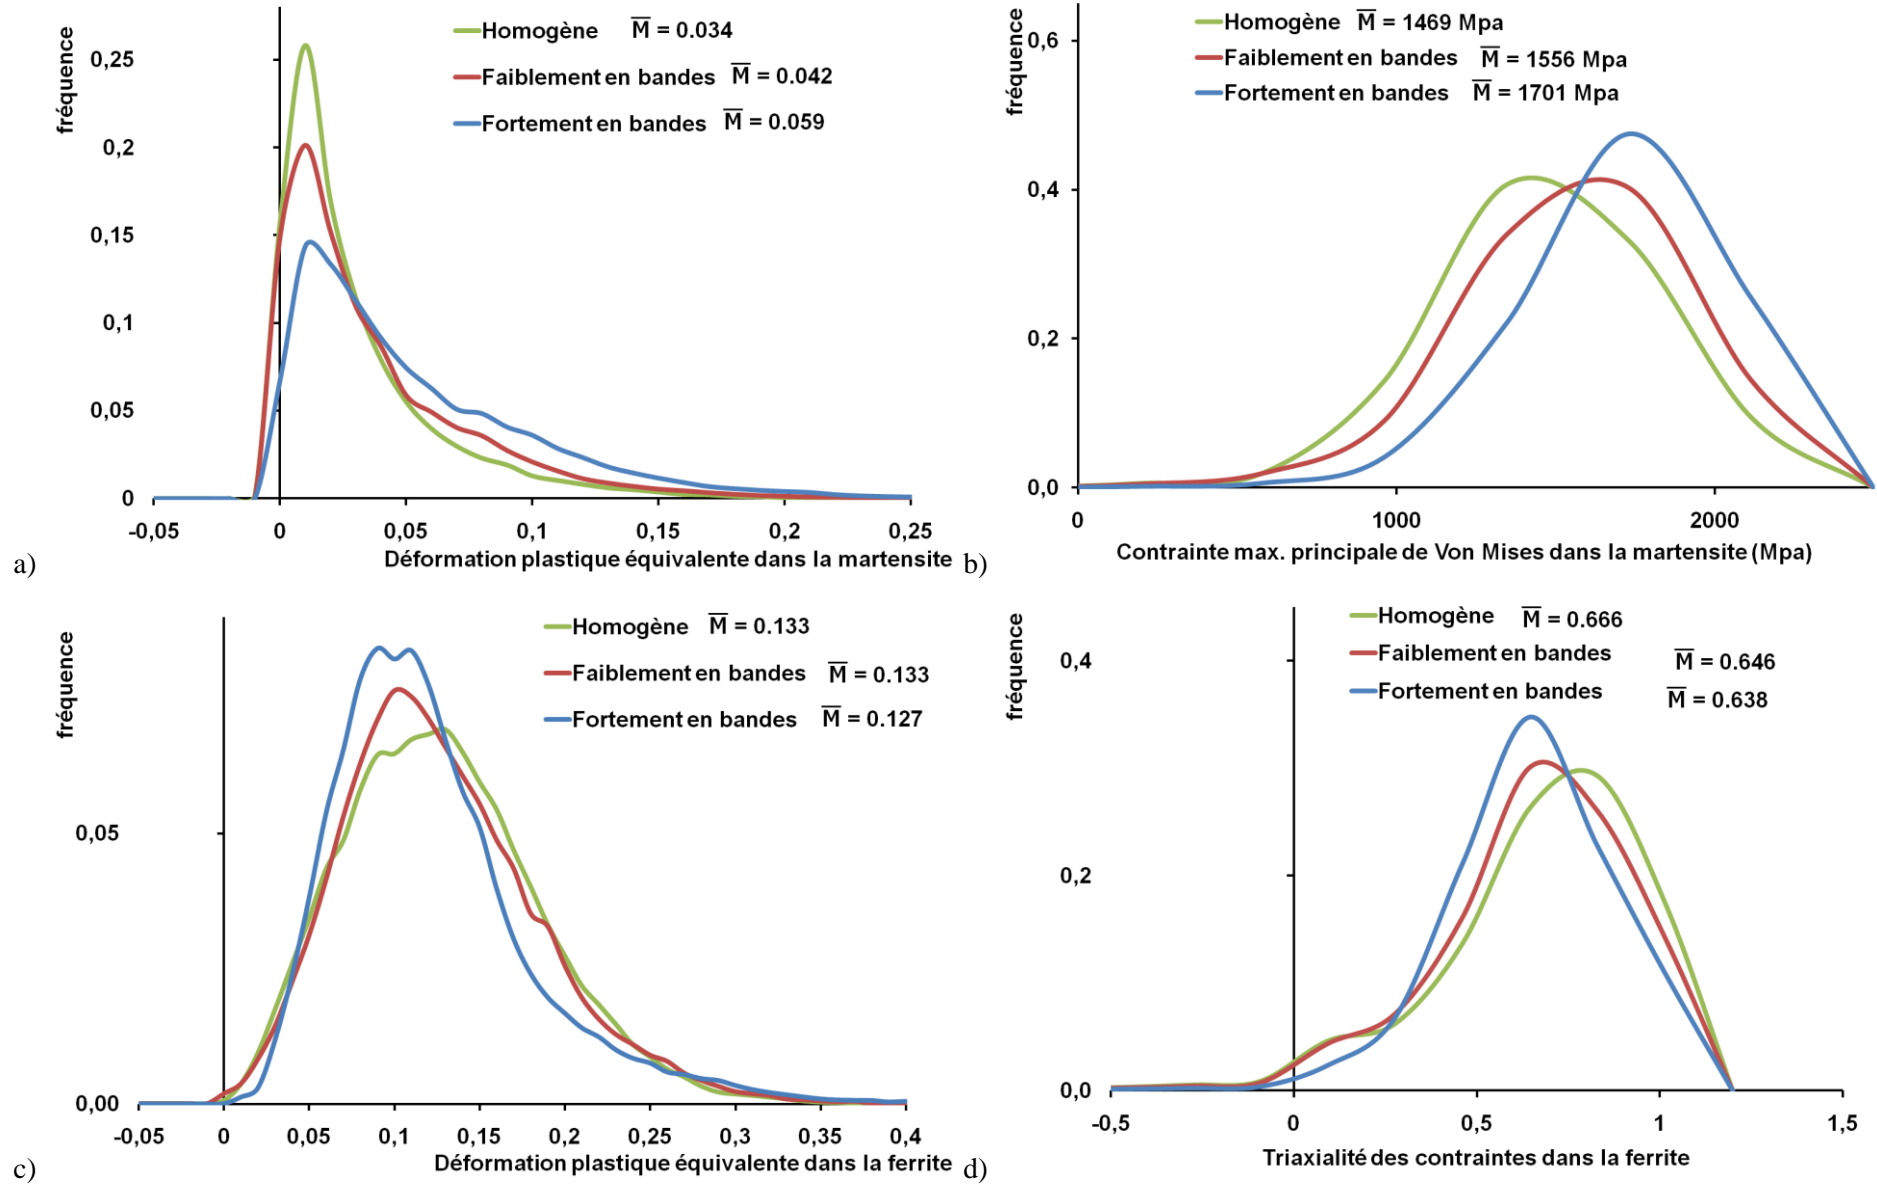 fréquence
Homogène M̅ = 0.034
Faiblement en bandes M̅ = 0.042
Fortement en bandes M̅ = 0.059
0,25
0,2
0,15
0,1
0,05
0
-0,05 0 0,05 0,1 0,15 0,2 0,25
Déformation plastique équivalente dans la martensite
a)
fréquence
Homogène M̅ = 1469 Mpa
Faiblement en bandes M̅ = 1556 Mpa
Fortement en bandes M̅ = 1701 Mpa
0,6
0,4
0,2
0,0
0 1000 2000
Contrainte max. principale de Von Mises dans la martensite (Mpa)
b)
fréquence
Homogène M̅ = 0.133
Faiblement en bandes M̅ = 0.133
Fortement en bandes M̅ = 0.127
0,05
0,00
-0,05 0 0,05 0,1 0,15 0,2 0,25 0,3 0,35 0,4
Déformation plastique équivalente dans la ferrite
c)
fréquence
Homogène M̅ = 0.666
Faiblement en bandes M̅ = 0.646
Fortement en bandes M̅ = 0.638
0,4
0,2
0,0
-0,5 0 0,5 1 1,5
Triaxialité des contraintes dans la ferrite
d)